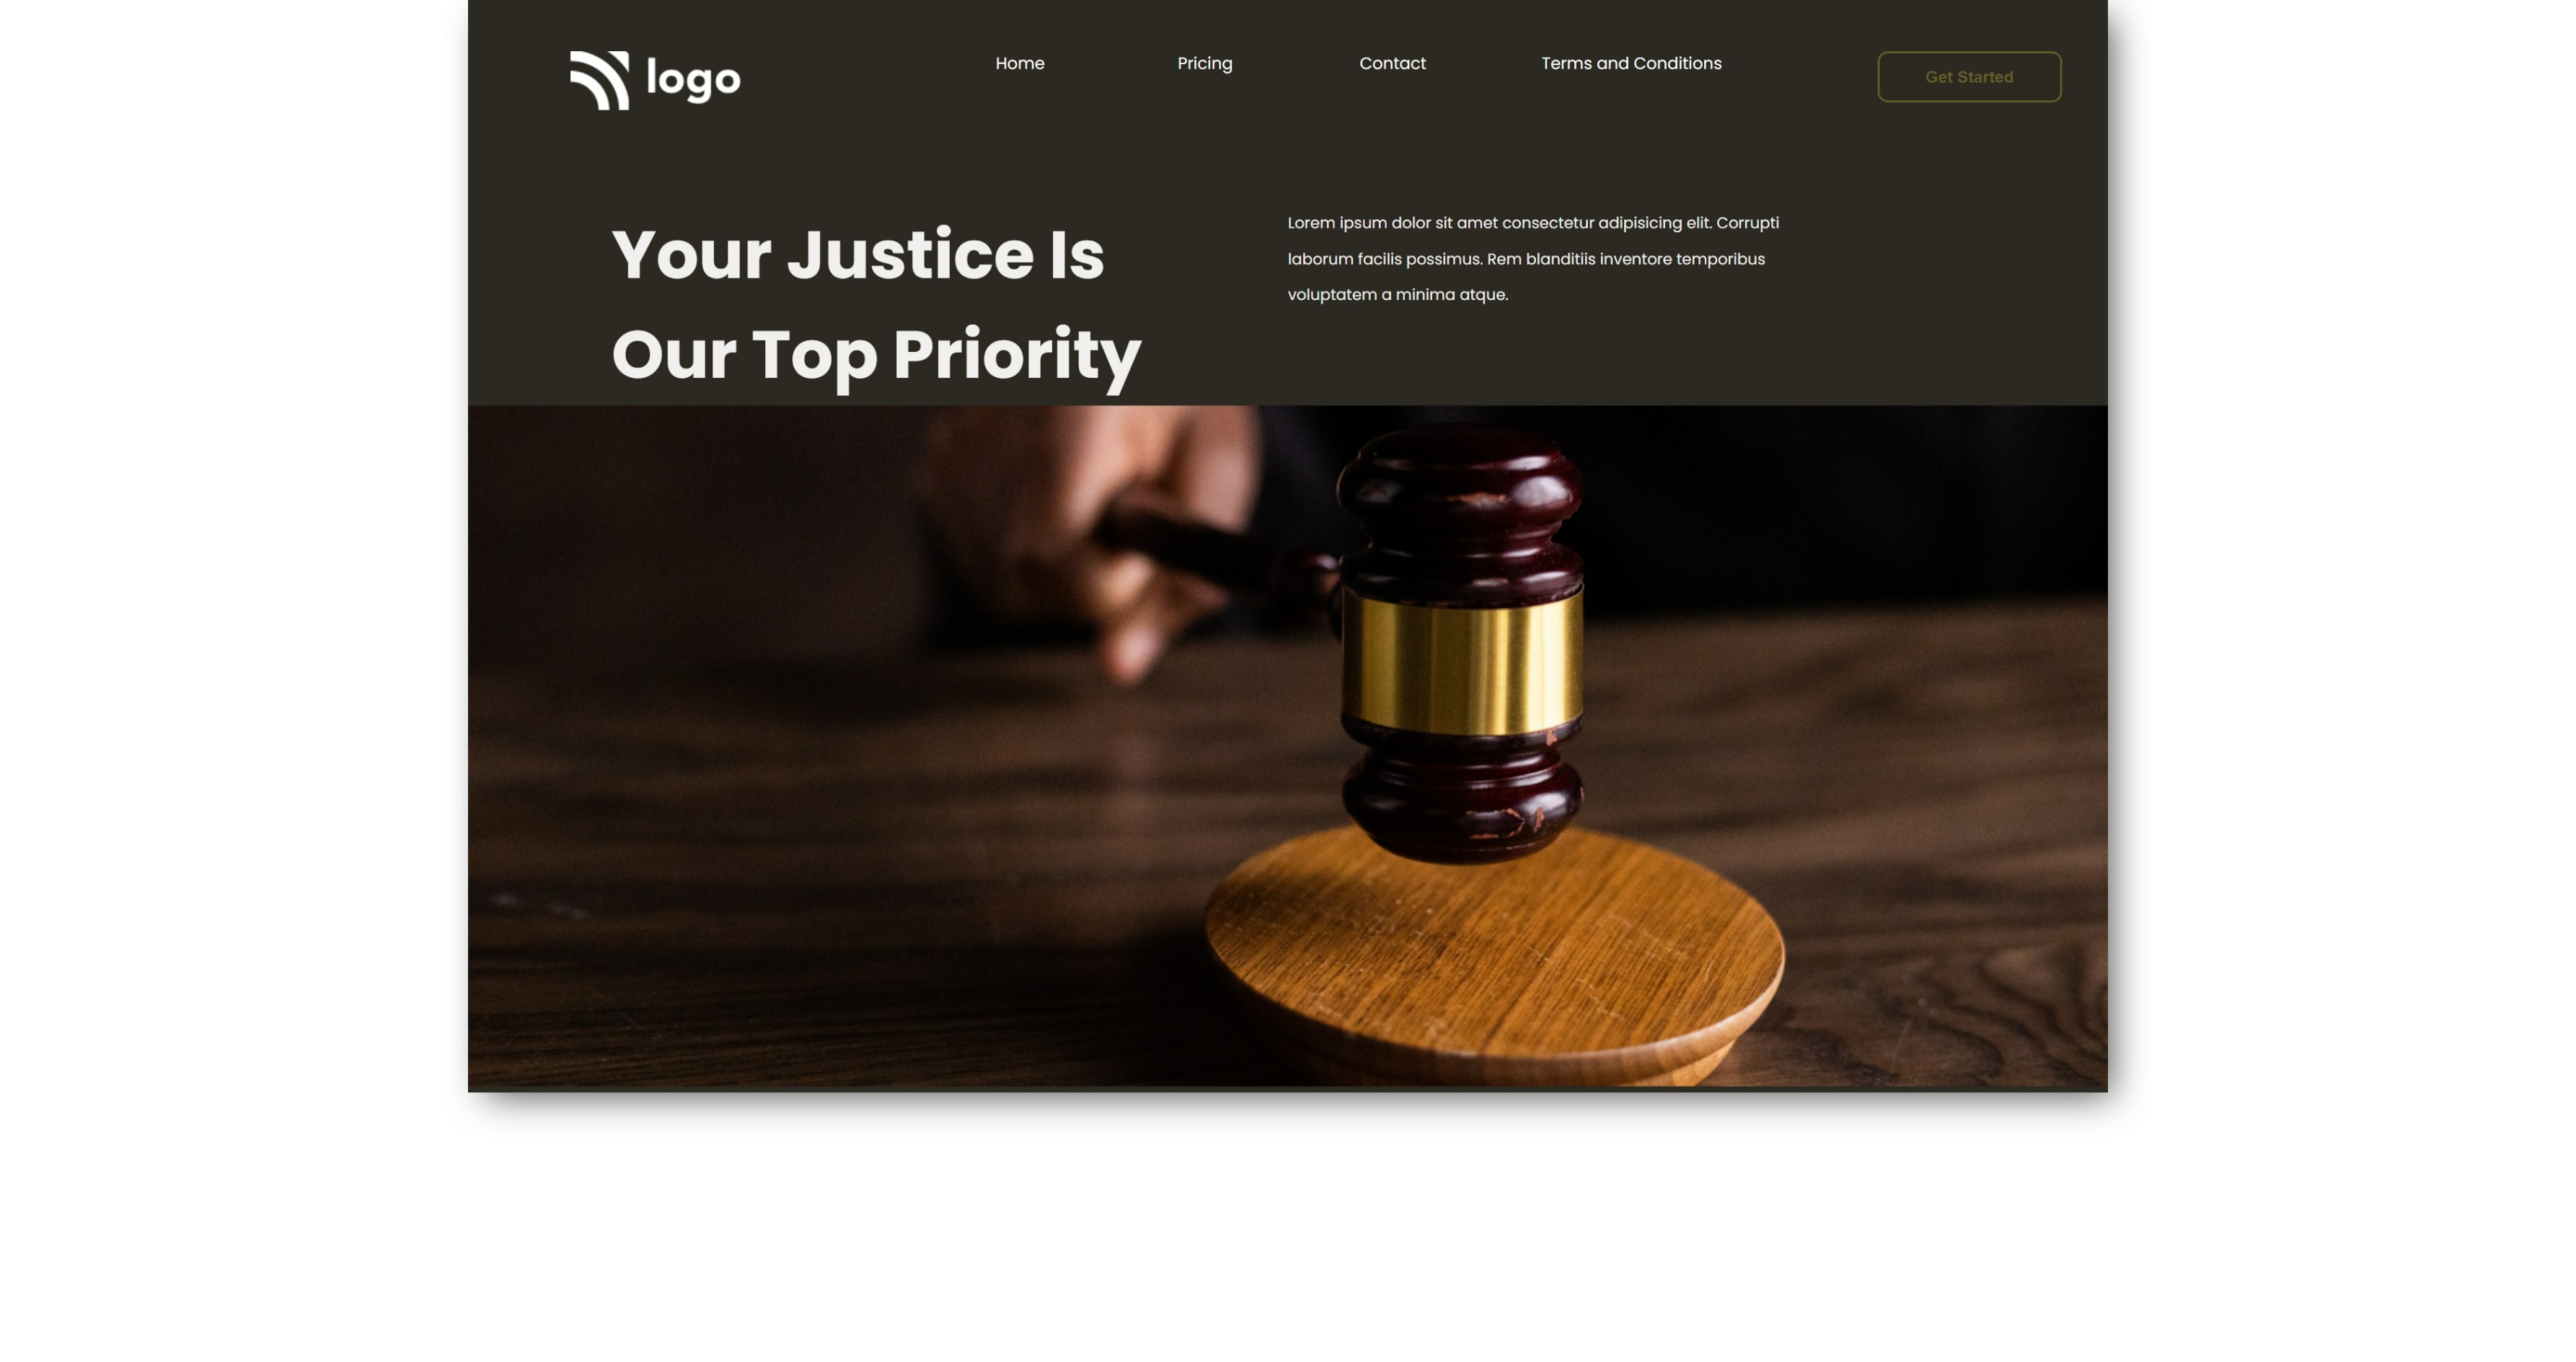 logo
Home
Pricing
Contact
Terms and Conditions
Get Started
Your Justice Is
Our Top Priority
Lorem ipsum dolor sit amet consectetur adipisicing elit. Corrupti
laborum facilis possimus. Rem blanditiis inventore temporibus
voluptatem a minima atque.